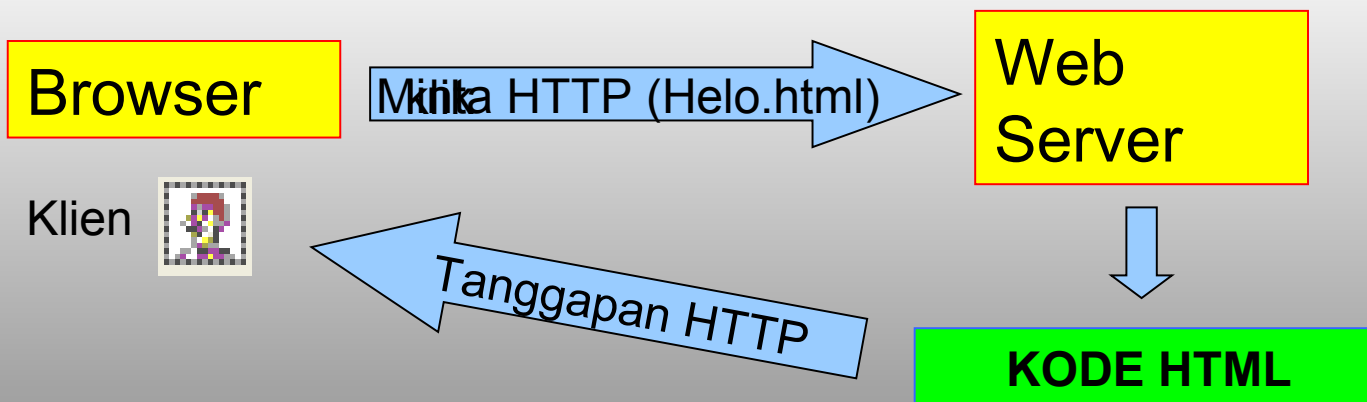 Browser
HTTP (Helo.html)
Web
Server
Klien
Tanggapan HTTP
KODE HTML